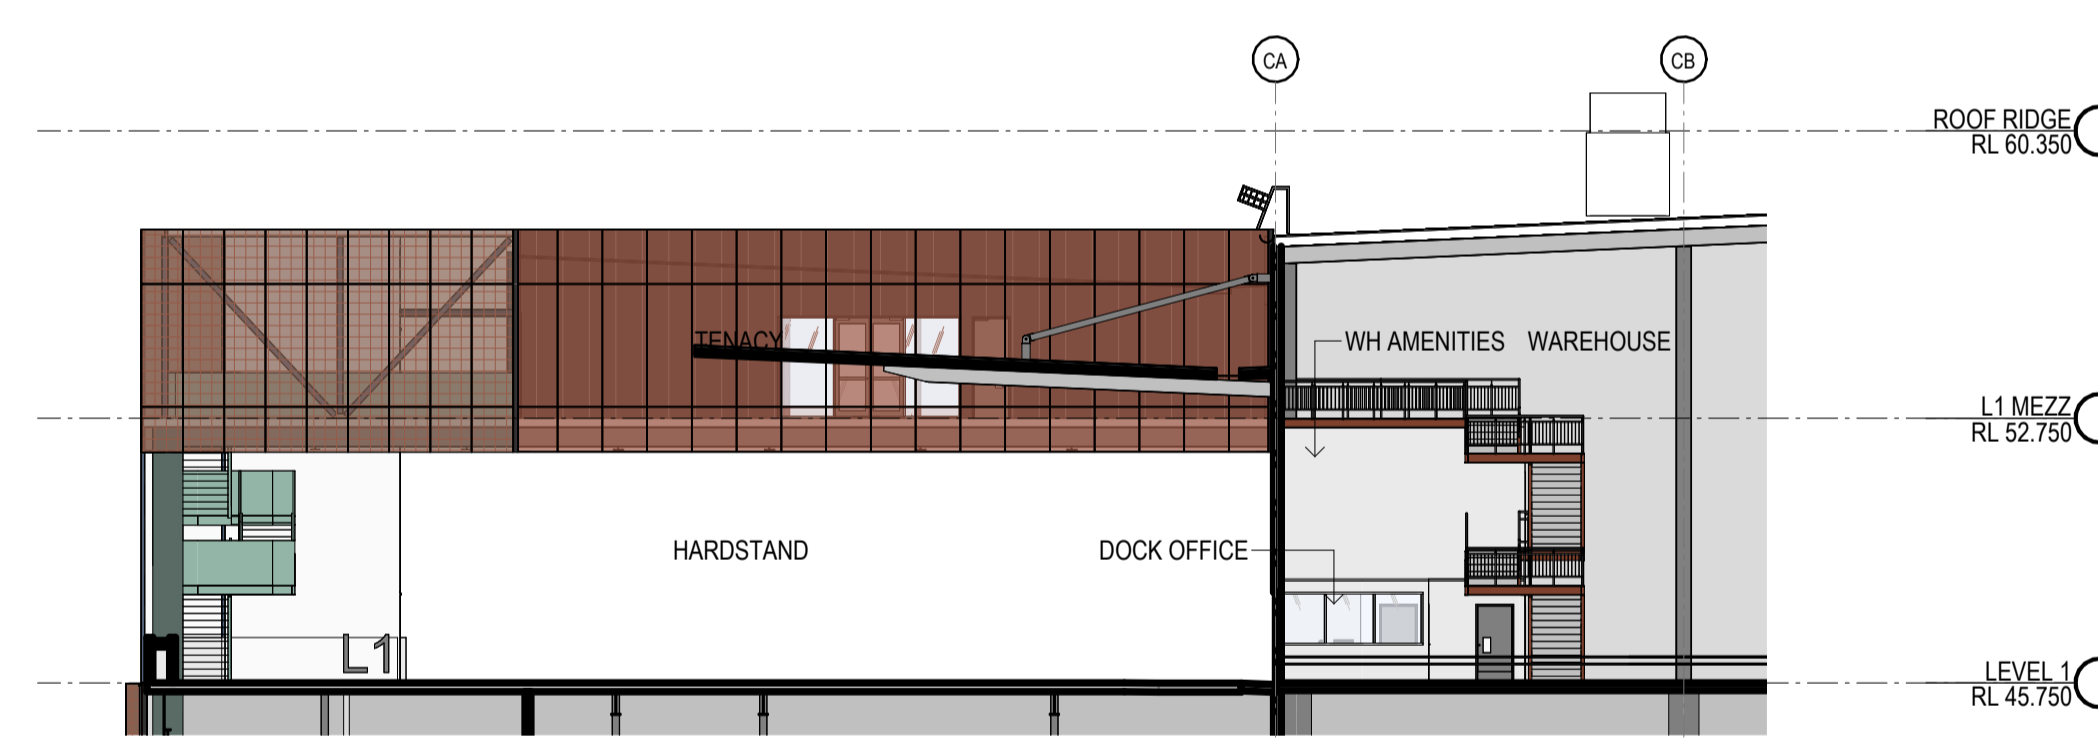 CA
CB
ROOF RIDGE
RL 60.350
TENACY
WH AMENITIES
WAREHOUSE
L1 MEZZ
RL 52.750
HARDSTAND
DOCK OFFICE
L1
LEVEL 1
RL 45.750